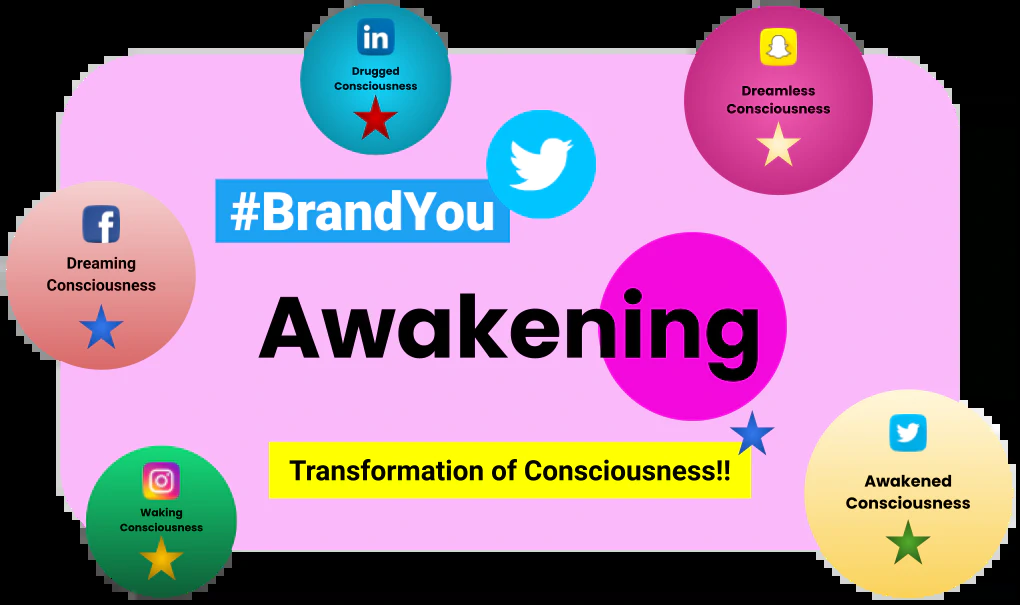 in
Drugged
Consciousness
Dreamless
Consciousness
#BrandYou
f
Dreaming
Consciousness
Awakening
Transformation of Consciousness!!
Waking
Consciousness
Awakened
Consciousness